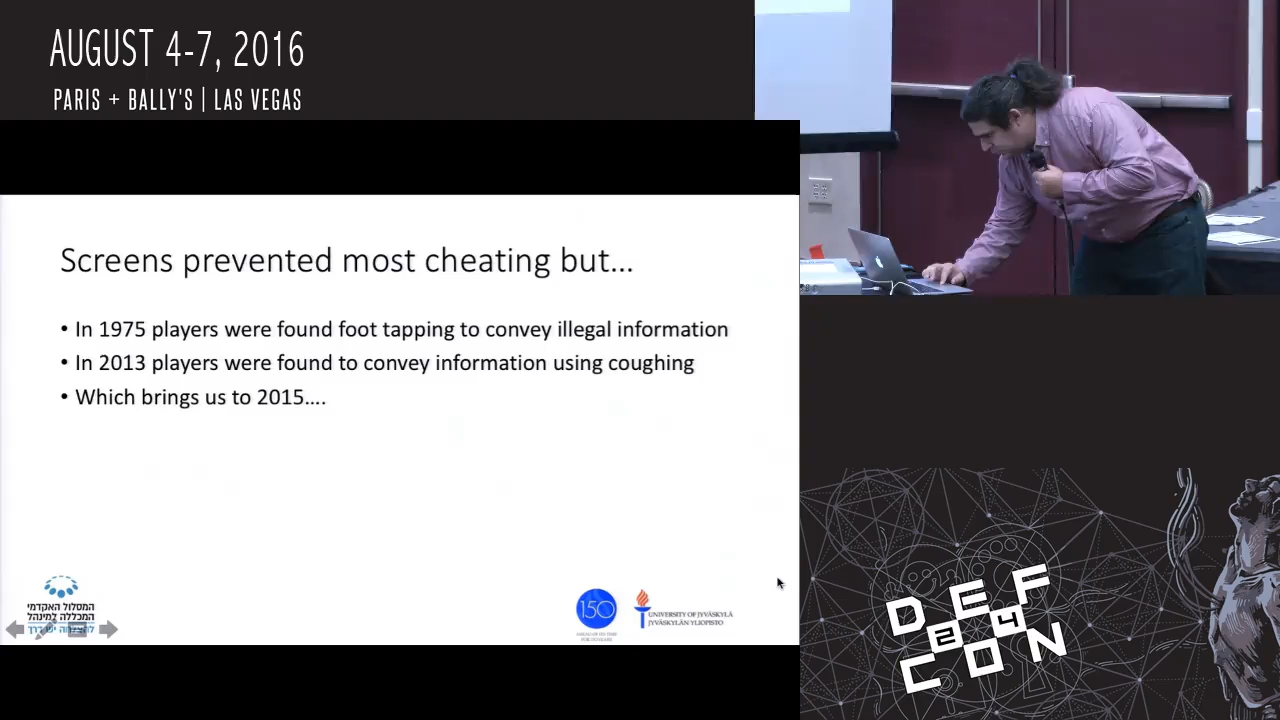 AUGUST 4-7, 2016
PARIS + BALLY'S | LAS VEGAS
Screens prevented most cheating but...
• In 1975 players were found foot tapping to convey illegal information
• In 2013 players were found to convey information using coughing
• Which brings us to 2015....
המסלול האקדמי
המכללה למינהל
150
UNIVERSITY OF JYVÄSKYLÄ
JYVÄSKYLÄN YLIOPISTO
DEF
24
CON